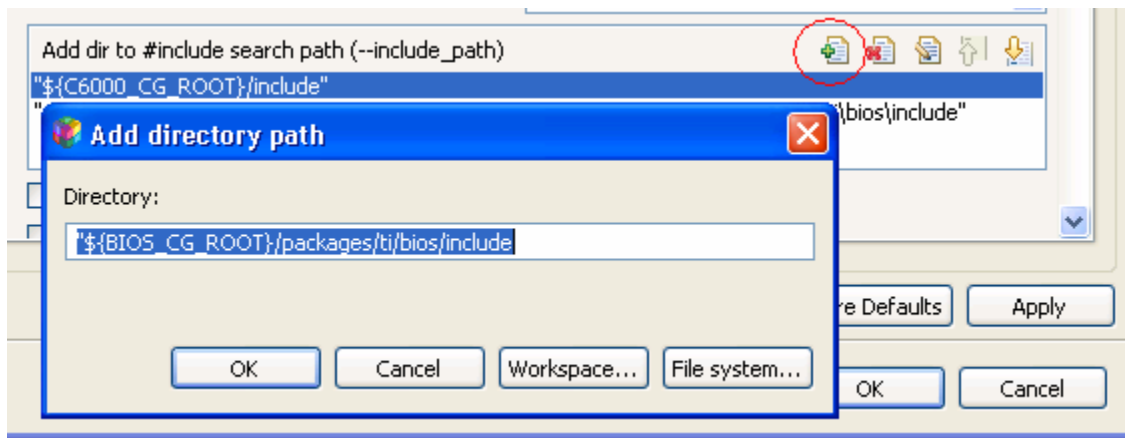 Add dir to #include search path (--include_path)
"${C6000_CG_ROOT}/include"
" \bios\include"
Add directory path
Directory:
"${BIOS_CG_ROOT}/packages/ti/bios/include
OK Cancel Workspace... File system...
Defaults Apply
OK Cancel